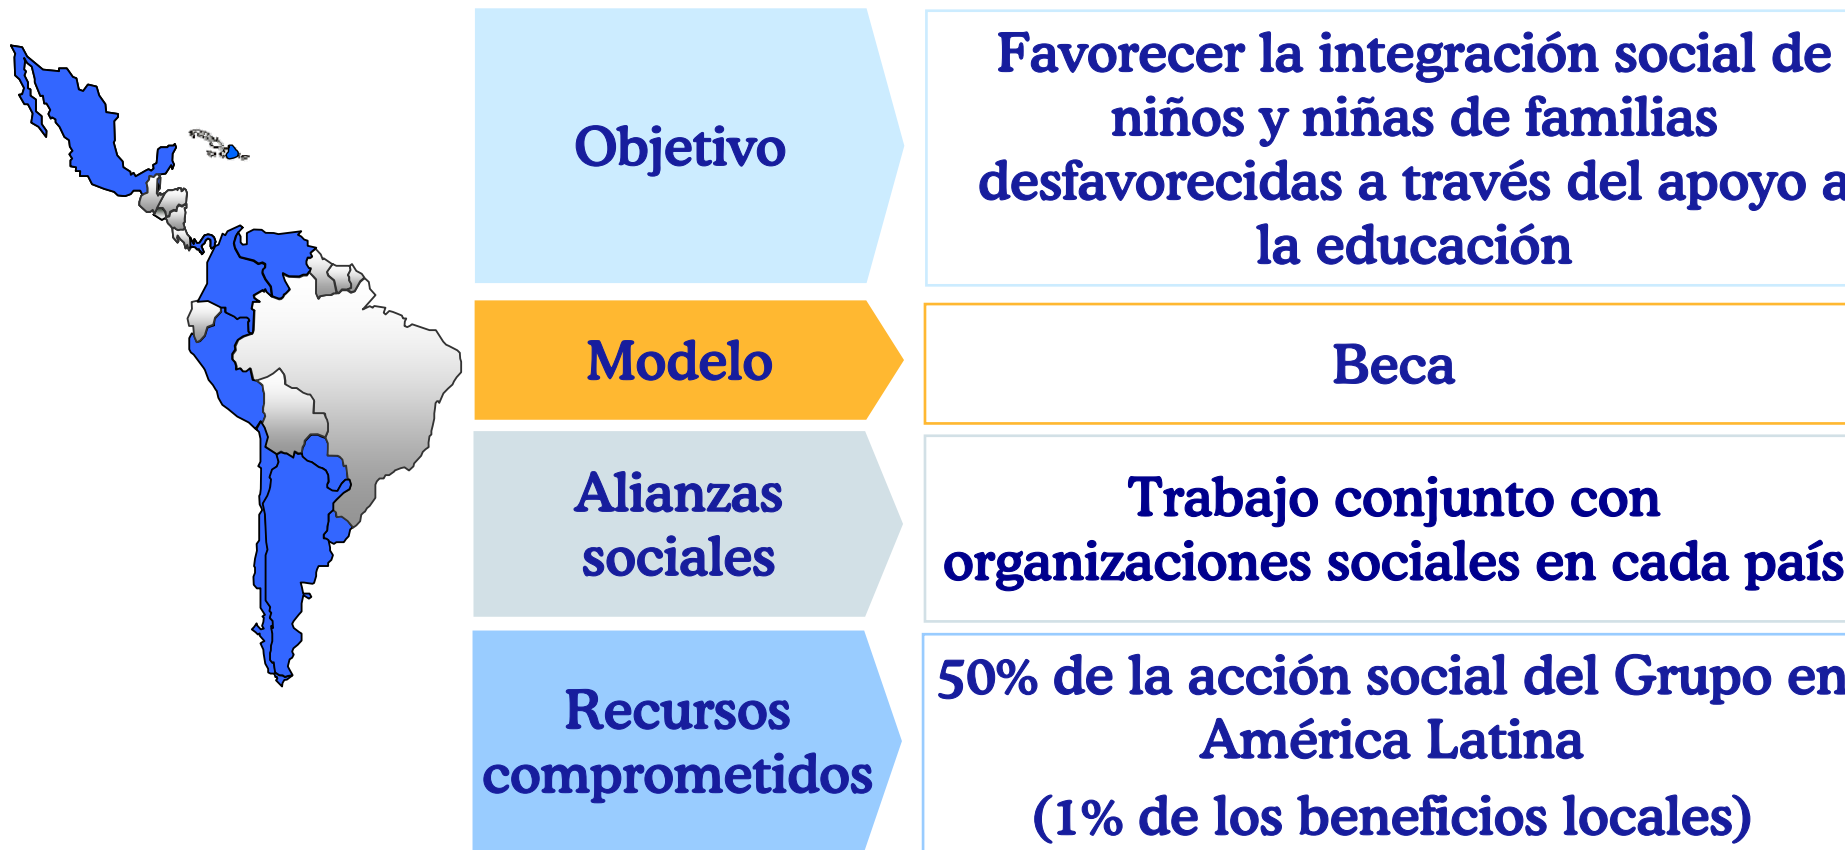 Objetivo
Favorecer la integración social de
niños y niñas de familias
desfavorecidas a través del apoyo a
la educación
Modelo
Beca
Alianzas
sociales
Trabajo conjunto con
organizaciones sociales en cada país
Recursos
comprometidos
50% de la acción social del Grupo en
América Latina
(1% de los beneficios locales)